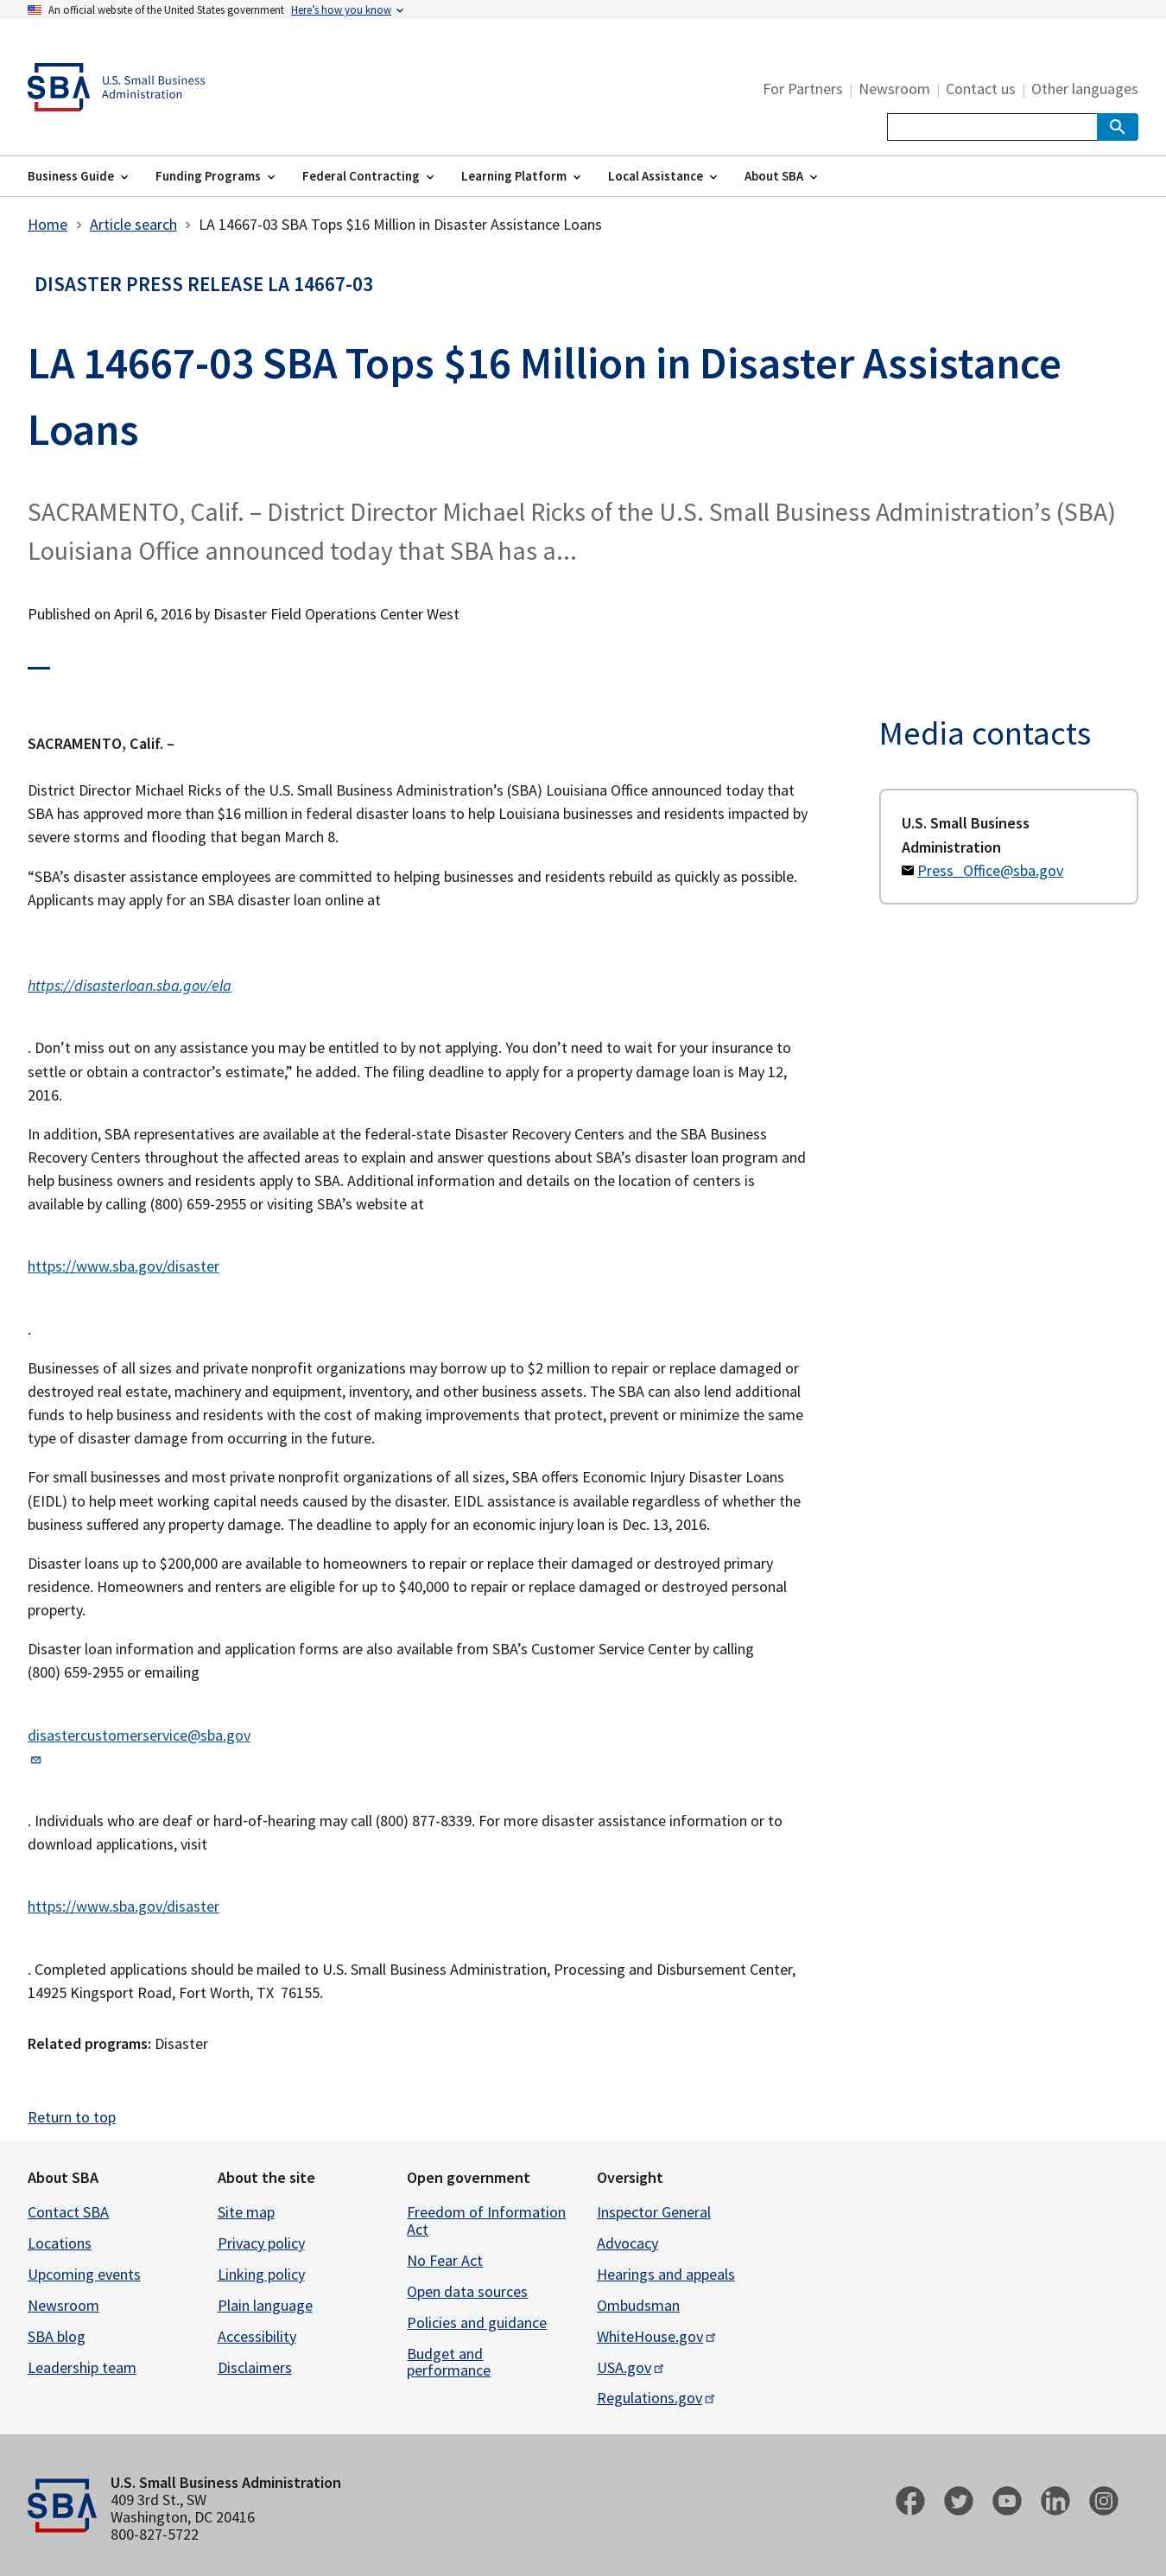 An official website of the United States government Here's how you know
SBA U.S. Small Business
Administration
For Partners | Newsroom | Contact us | Other languages
Business Guide Funding Programs Federal Contracting Learning Platform Local Assistance About SBA
Home > Article search > LA 14667-03 SBA Tops $16 Million in Disaster Assistance Loans
DISASTER PRESS RELEASE LA 14667-03
LA 14667-03 SBA Tops $16 Million in Disaster Assistance
Loans
SACRAMENTO, Calif. – District Director Michael Ricks of the U.S. Small Business Administration’s (SBA)
Louisiana Office announced today that SBA has a...
Published on April 6, 2016 by Disaster Field Operations Center West
SACRAMENTO, Calif. –
District Director Michael Ricks of the U.S. Small Business Administration’s (SBA) Louisiana Office announced today that
SBA has approved more than $16 million in federal disaster loans to help Louisiana businesses and residents impacted by
severe storms and flooding that began March 8.
“SBA’s disaster assistance employees are committed to helping businesses and residents rebuild as quickly as possible.
Applicants may apply for an SBA disaster loan online at
https://disasterloan.sba.gov/ela
. Don’t miss out on any assistance you may be entitled to by not applying. You don’t need to wait for your insurance to
settle or obtain a contractor’s estimate,” he added. The filing deadline to apply for a property damage loan is May 12,
2016.
In addition, SBA representatives are available at the federal-state Disaster Recovery Centers and the SBA Business
Recovery Centers throughout the affected areas to explain and answer questions about SBA’s disaster loan program and
help business owners and residents apply to SBA. Additional information and details on the location of centers is
available by calling (800) 659-2955 or visiting SBA’s website at
https://www.sba.gov/disaster
.
Businesses of all sizes and private nonprofit organizations may borrow up to $2 million to repair or replace damaged or
destroyed real estate, machinery and equipment, inventory, and other business assets. The SBA can also lend additional
funds to help business and residents with the cost of making improvements that protect, prevent or minimize the same
type of disaster damage from occurring in the future.
For small businesses and most private nonprofit organizations of all sizes, SBA offers Economic Injury Disaster Loans
(EIDL) to help meet working capital needs caused by the disaster. EIDL assistance is available regardless of whether the
business suffered any property damage. The deadline to apply for an economic injury loan is Dec. 13, 2016.
Disaster loans up to $200,000 are available to homeowners to repair or replace their damaged or destroyed primary
residence. Homeowners and renters are eligible for up to $40,000 to repair or replace damaged or destroyed personal
property.
Disaster loan information and application forms are also available from SBA’s Customer Service Center by calling
(800) 659-2955 or emailing
disastercustomerservice@sba.gov
. Individuals who are deaf or hard‑of‑hearing may call (800) 877-8339. For more disaster assistance information or to
download applications, visit
https://www.sba.gov/disaster
. Completed applications should be mailed to U.S. Small Business Administration, Processing and Disbursement Center,
14925 Kingsport Road, Fort Worth, TX  76155.
Related programs: Disaster
Media contacts
U.S. Small Business
Administration
Press_Office@sba.gov
Return to top
About SBA
Contact SBA
Locations
Upcoming events
Newsroom
SBA blog
Leadership team
About the site
Site map
Privacy policy
Linking policy
Plain language
Accessibility
Disclaimers
Open government
Freedom of Information
Act
No Fear Act
Open data sources
Policies and guidance
Budget and
performance
Oversight
Inspector General
Advocacy
Hearings and appeals
Ombudsman
WhiteHouse.gov
USA.gov
Regulations.gov
SBA
U.S. Small Business Administration
409 3rd St., SW
Washington, DC 20416
800-827-5722